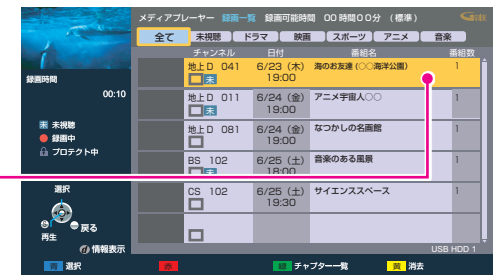 メディアプレーヤー 録画一覧 録画可能時間 00時間00分 (標準) GUIDE
全て 未視聴 ドラマ 映画 スポーツ アニメ 音楽
チャンネル 日付 番組名 番組数
地上D 041 6/23 (木) 海のお友達 (○○海洋公園) 1
未 19:00
録画時間
00:10
地上D 011 6/24 (金) アニメ宇宙人○○ 1
未 19:00
未 未視聴
録画中
プロテクト中
地上D 081 6/24 (金) なつかしの名画館 1
19:00
BS 102 6/25 (土) 音楽のある風景 1
未 18:00
選択
CS 102 6/25 (土) サイエンススペース 1
19:30
戻る
再生
情報表示
USB HDD 1
青 選択 赤 緑 チャプター一覧 黄 消去